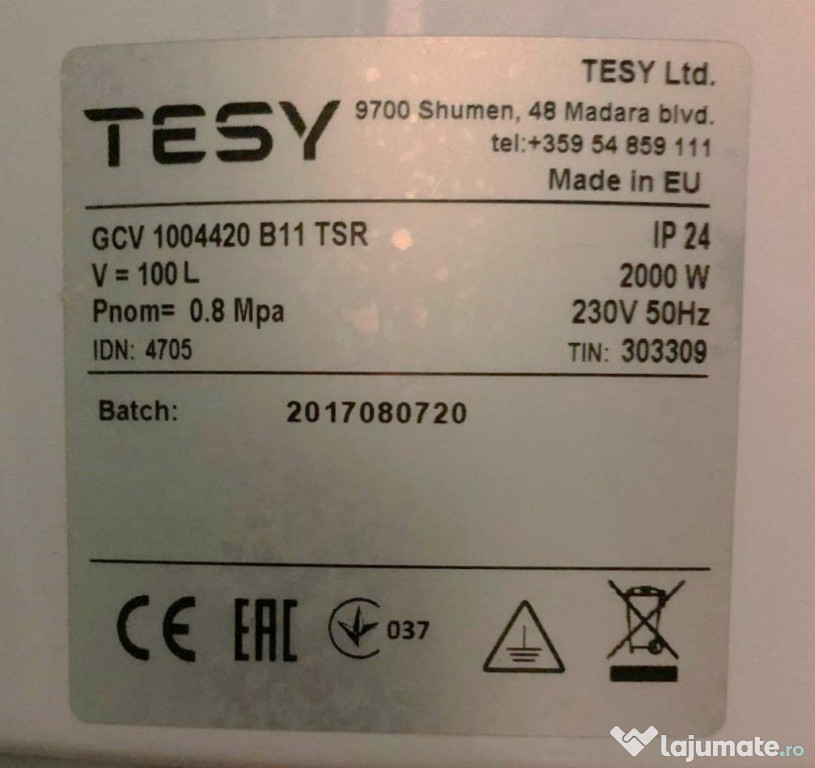 TESY Ltd.
TESY
9700 Shumen, 48 Madara blvd.
tel:+359 54 859 111
Made in EU
GCV 1004420 B11 TSR IP 24
V = 100 L 2000 W
Pnom= 0.8 Mpa 230V 50Hz
IDN: 4705 TIN: 303309
Batch: 2017080720
CE EAC 037
lajumate.ro